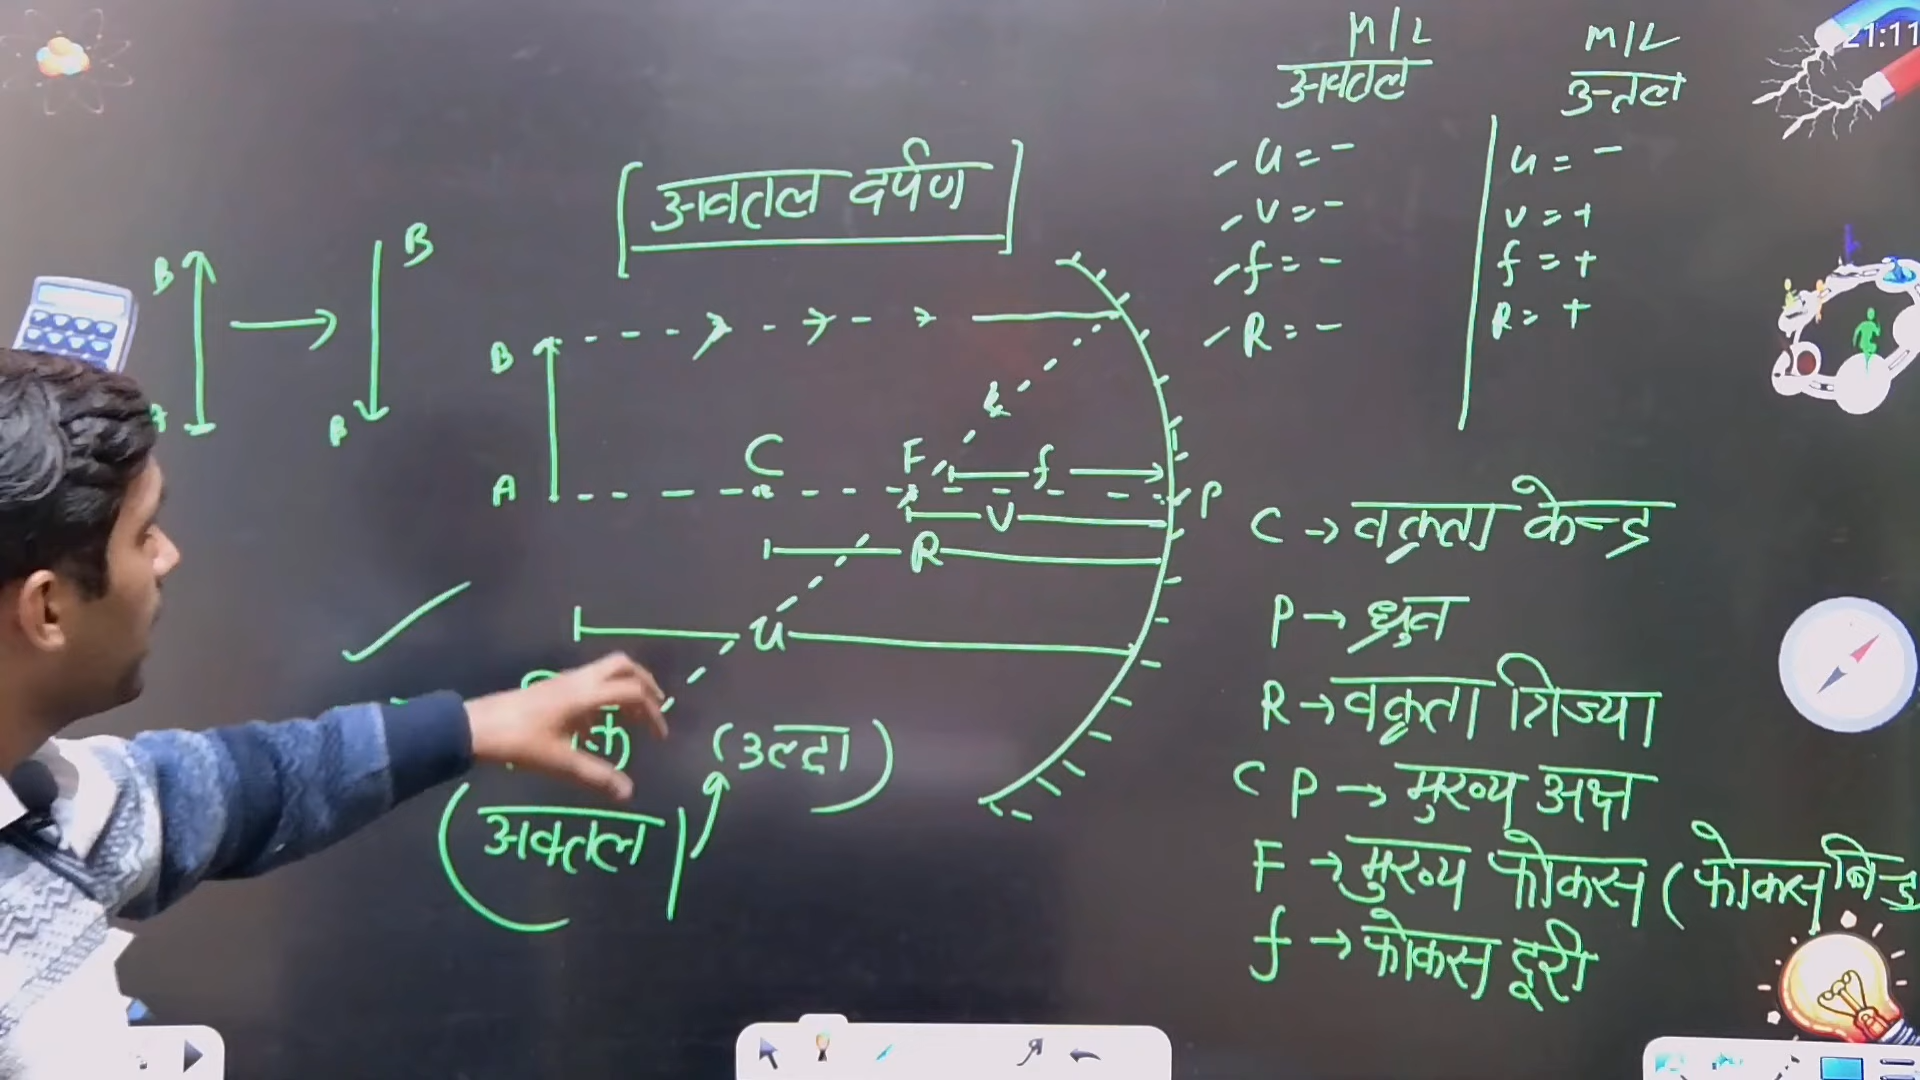 21:11
M/L
अवतल
M/L
उत्तल
u = -
v = -
f = -
R = -
u = -
v = +
f = +
R = +
[अवतल दर्पण]
B
B
B
A
C
F
f
P
v
R
u
(उल्टा)
(अवतल)
C → वक्रता केन्द्र
P → ध्रुव
R → वक्रता त्रिज्या
CP → मुख्य अक्ष
F → मुख्य फोकस (फोकस
f → फोकस दूरी